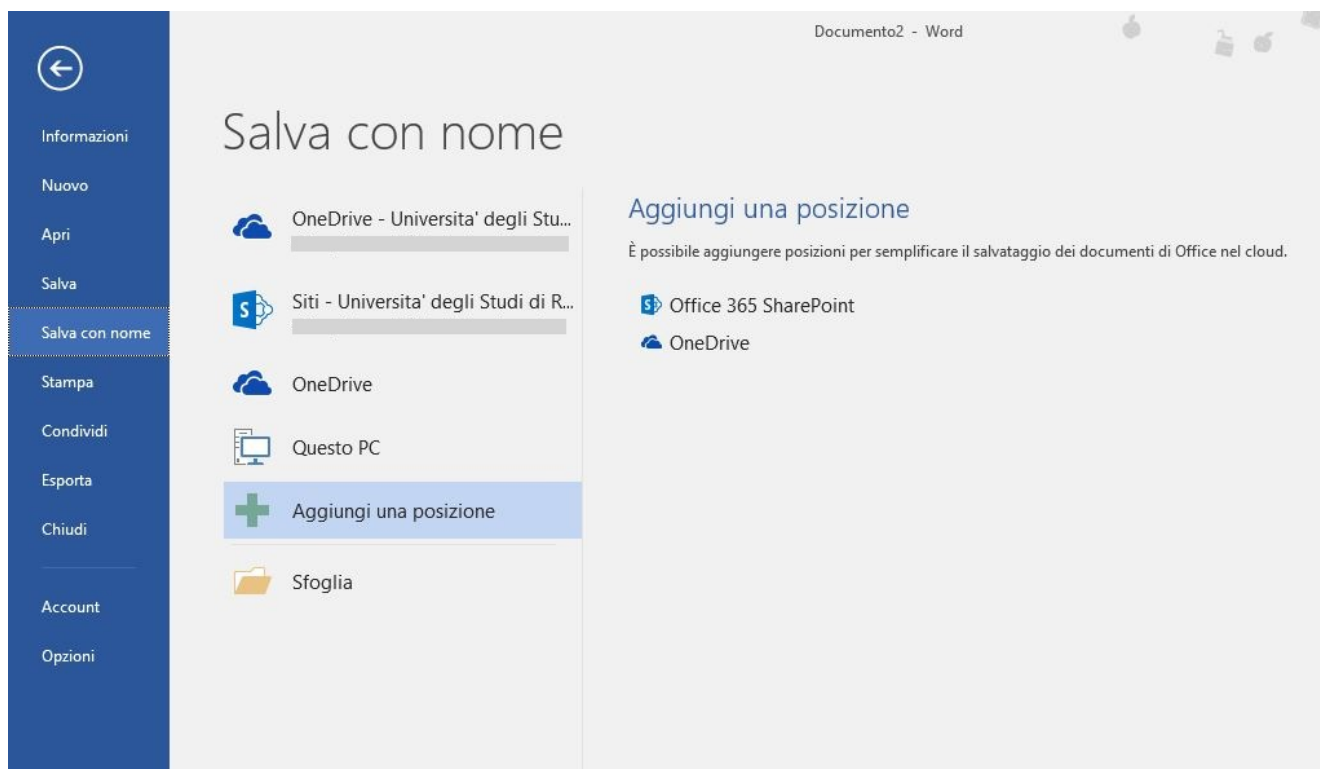 Documento2 - Word
Informazioni
Nuovo
Apri
Salva
Salva con nome
Stampa
Condividi
Esporta
Chiudi
Account
Opzioni
Salva con nome
OneDrive - Universita' degli Stu...
Siti - Universita' degli Studi di R...
OneDrive
Questo PC
Aggiungi una posizione
Sfoglia
Aggiungi una posizione
È possibile aggiungere posizioni per semplificare il salvataggio dei documenti di Office nel cloud.
Office 365 SharePoint
OneDrive